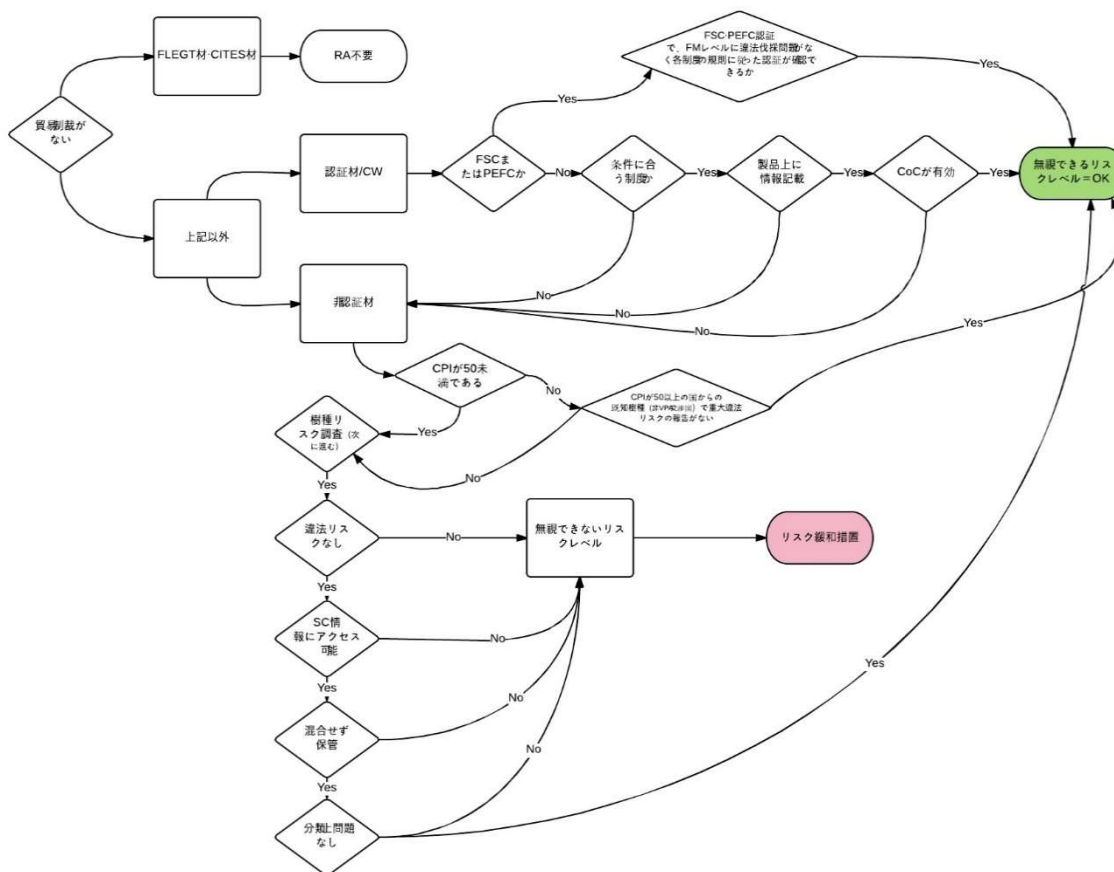 FLEGT材・CITES材
RA不要
貿易制裁が
ない
上記以外
認証材/CW
FSCま
たはPEFCか
Yes
FSC・PEFC認証
で、FMレベルに違法伐採問題がな
く各制度の規則に従った認証が確認で
きるか
Yes
No
条件に合
う制度か
Yes
製品上に
情報記載
Yes
CoCが有効
Yes
無視できるリス
クレベル＝OK
非認証材
No
No
No
CPIが50未
満である
No
CPIが50以上の国からの
既知樹種
で重大違法
リスクの報告がない
Yes
Yes
No
樹種リ
スク調査（次
に進む）
Yes
違法リス
クなし
No
無視できないリス
クレベル
リスク緩和措置
Yes
SC情
報にアクセス
可能
No
Yes
混合せず
保管
No
Yes
分類上問題
なし
No
Yes